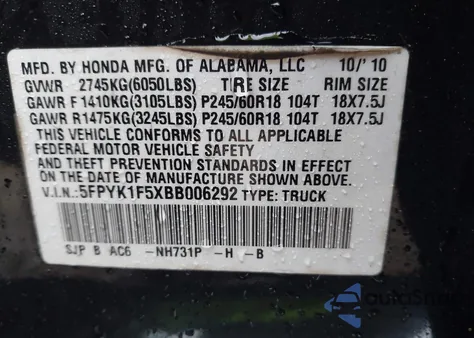 MFD. BY HONDA MFG. OF ALABAMA, LLC 10/'10
GVWR 2745KG(6050LBS) TIRE SIZE RIM SIZE
GAWR F 1410KG(3105LBS) P245/60R18 104T 18X7.5J
GAWR R1475KG(3245LBS) P245/60R18 104T 18X7.5J
THIS VEHICLE CONFORMS TO ALL APPLICABLE
FEDERAL MOTOR VEHICLE SAFETY
AND THEFT PREVENTION STANDARDS IN EFFECT
ON THE DATE OF MANUFACTURE SHOWN ABOVE.
V.I.N.:5FPYK1F5XBB006292 TYPE: TRUCK
SJP B AC6 -NH731P -H -B